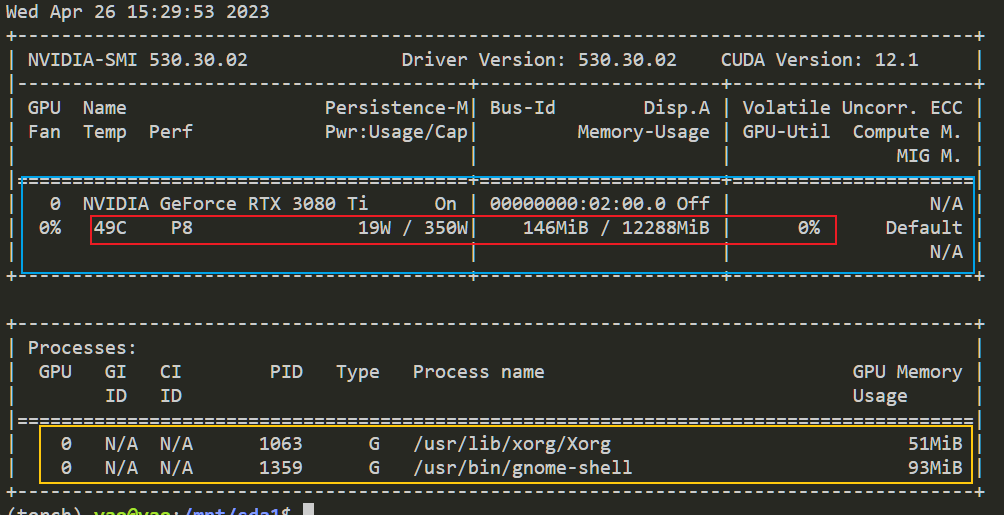 Wed Apr 26 15:29:53 2023
+-----------------------------------------------------------------------------------------+
| NVIDIA-SMI 530.30.02              Driver Version: 530.30.02    CUDA Version: 12.1     |
|-----------------------------------------+----------------------+----------------------+
| GPU  Name                  Persistence-M| Bus-Id        Disp.A | Volatile Uncorr. ECC |
| Fan  Temp  Perf            Pwr:Usage/Cap|         Memory-Usage | GPU-Util  Compute M. |
|                                         |                      |               MIG M. |
|=========================================+======================+======================|
|   0  NVIDIA GeForce RTX 3080 Ti      On | 00000000:02:00.0 Off |                  N/A |
|  0%   49C    P8               19W / 350W|    146MiB / 12288MiB |      0%      Default |
|                                         |                      |                  N/A |
+-----------------------------------------+----------------------+----------------------+
+---------------------------------------------------------------------------------------+
| Processes:                                                                            |
|  GPU   GI   CI        PID   Type   Process name                            GPU Memory |
|        ID   ID                                                             Usage      |
|=======================================================================================|
|    0   N/A  N/A      1063      G   /usr/lib/xorg/Xorg                           51MiB |
|    0   N/A  N/A      1359      G   /usr/bin/gnome-shell                         93MiB |
+---------------------------------------------------------------------------------------+
(torch) yao@yao:/mnt/sda1$